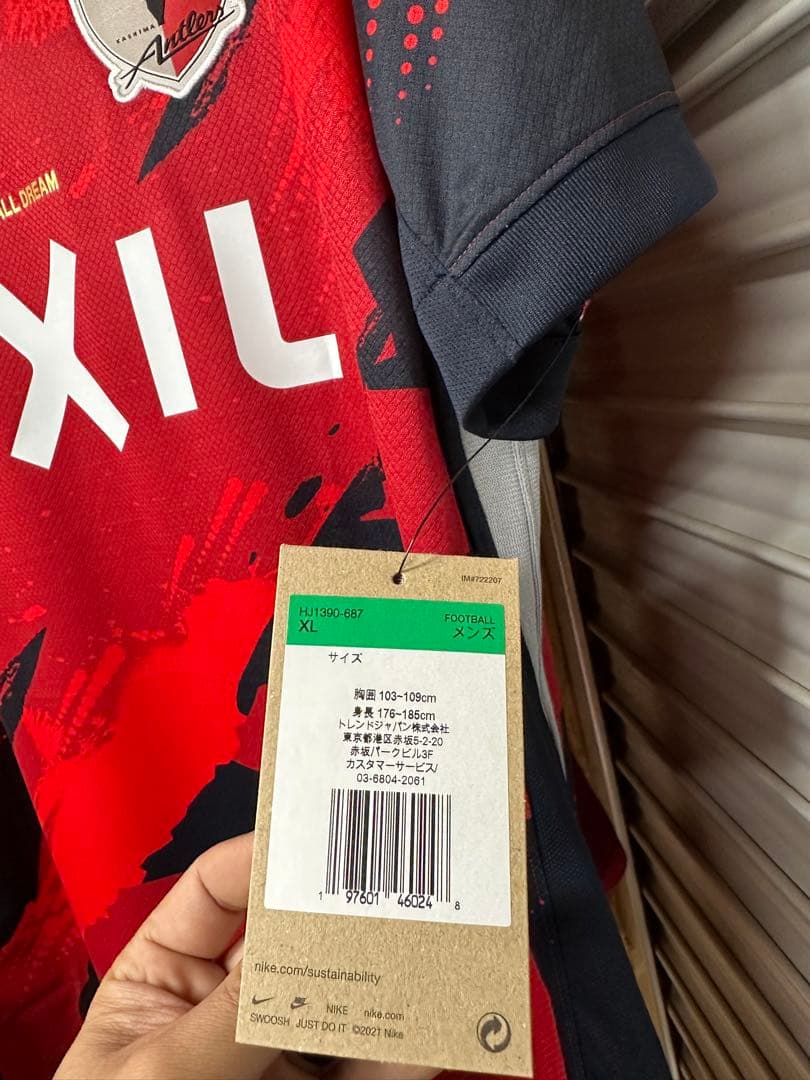 KASHIMA
Antlers
ALL DREAM
XIL
IM#722207
HJ1390-687
XL
FOOTBALL
メンズ
サイズ
胸囲 103~109cm
身長 176~185cm
トレンドジャパン株式会社
東京都港区赤坂5-2-20
赤坂パークビル3F
カスタマーサービス/
03-6804-2061
1 97601 46024 8
nike.com/sustainability
NIKE nike.com
SWOOSH JUST DO IT ©2021 Nike